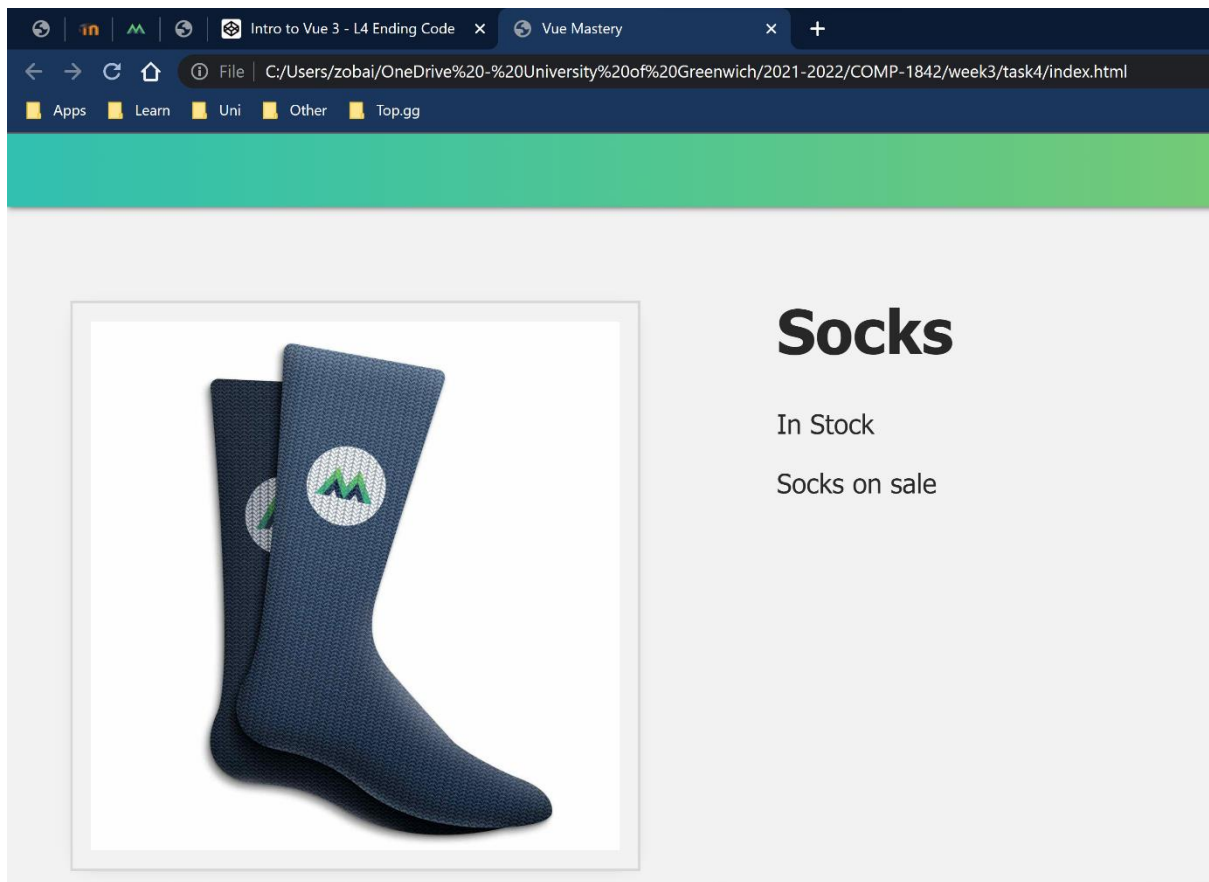 Intro to Vue 3 - L4 Ending Code
Vue Mastery
File C:/Users/zobai/OneDrive%20-%20University%20of%20Greenwich/2021-2022/COMP-1842/week3/task4/index.html
Apps Learn Uni Other Top.gg
Socks
In Stock
Socks on sale